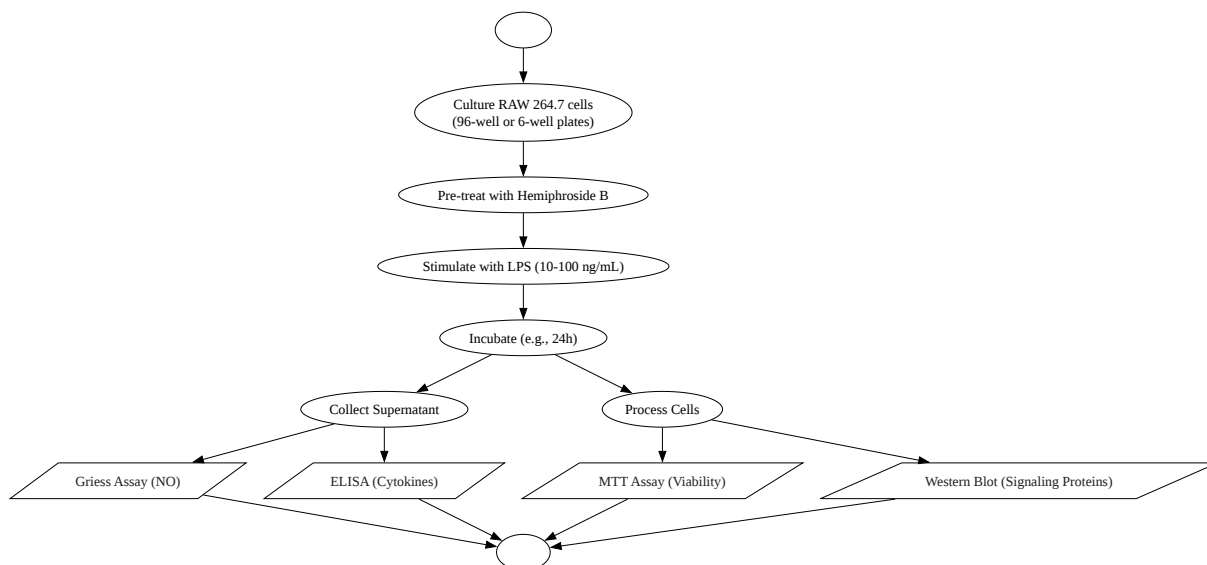 Culture RAW 264.7 cells
(96-well or 6-well plates)
Pre-treat with Hemiphroside B
Stimulate with LPS (10-100 ng/mL)
Incubate (e.g., 24h)
Collect Supernatant
Process Cells
Griess Assay (NO)
ELISA (Cytokines)
MTT Assay (Viability)
Western Blot (Signaling Proteins)